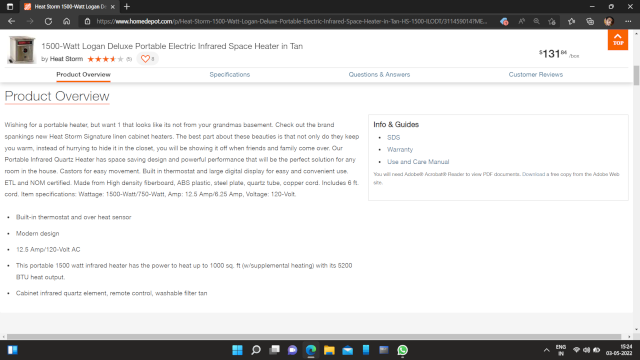 Heat Storm 1500-Watt Logan D
https://www.homedepot.com/p/Heat-Storm-1500-Watt-Logan-Deluxe-Portable-Electric-Infrared-Space-Heater-in-Tan-HS-1500-ILODT/311459014?ME...
1500-Watt Logan Deluxe Portable Electric Infrared Space Heater in Tan
by Heat Storm (5) 8
$131 84 /box
TOP
Product Overview Specifications Questions & Answers Customer Reviews
Product Overview
Wishing for a portable heater, but want 1 that looks like its not from your grandmas basement. Check out the brand
spankings new Heat Storm Signature linen cabinet heaters. The best part about these beauties is that not only do they keep
you warm, instead of hurrying to hide it in the closet, you will be showing it off when friends and family come over. Our
Portable Infrared Quartz Heater has space saving design and powerful performance that will be the perfect solution for any
room in the house. Castors for easy movement. Built in thermostat and large digital display for easy and convenient use.
ETL and NOM certified. Made from High density fiberboard, ABS plastic, steel plate, quartz tube, copper cord. Includes 6 ft.
cord. Item specifications: Wattage: 1500-Watt/750-Watt, Amp: 12.5 Amp/6.25 Amp, Voltage: 120-Volt.
Built-in thermostat and over heat sensor
Modern design
12.5 Amp/120-Volt AC
This portable 1500 watt infrared heater has the power to heat up to 1000 sq. ft (w/supplemental heating) with its 5200
BTU heat output.
Cabinet infrared quartz element, remote control, washable filter tan
Info & Guides
SDS
Warranty
Use and Care Manual
You will need Adobe® Acrobat® Reader to view PDF documents. Download a free copy from the Adobe Web
site.
ENG
IN
15:24
03-05-2022